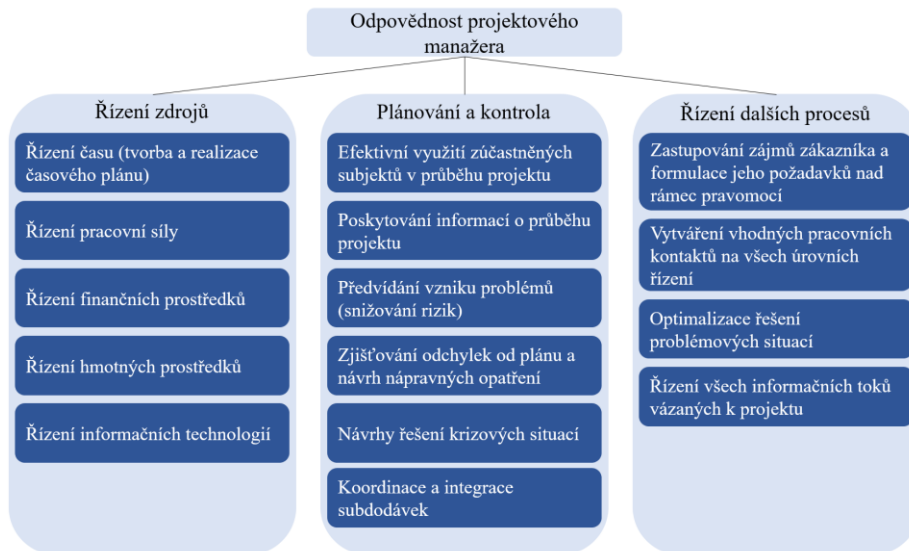 Odpovědnost projektového
manažera
Řízení zdrojů
Řízení času (tvorba a realizace
časového plánu)
Řízení pracovní síly
Řízení finančních prostředků
Řízení hmotných prostředků
Řízení informačních technologií
Plánování a kontrola
Efektivní využití zúčastněných
subjektů v průběhu projektu
Poskytování informací o průběhu
projektu
Předvídání vzniku problémů
(snižování rizik)
Zjišťování odchylek od plánu a
návrh nápravných opatření
Návrhy řešení krizových situací
Koordinace a integrace
subdodávek
Řízení dalších procesů
Zastupování zájmů zákazníka a
formulace jeho požadavků nad
rámec pravomocí
Vytváření vhodných pracovních
kontaktů na všech úrovních
řízení
Optimalizace řešení
problémových situací
Řízení všech informačních toků
vázaných k projektu